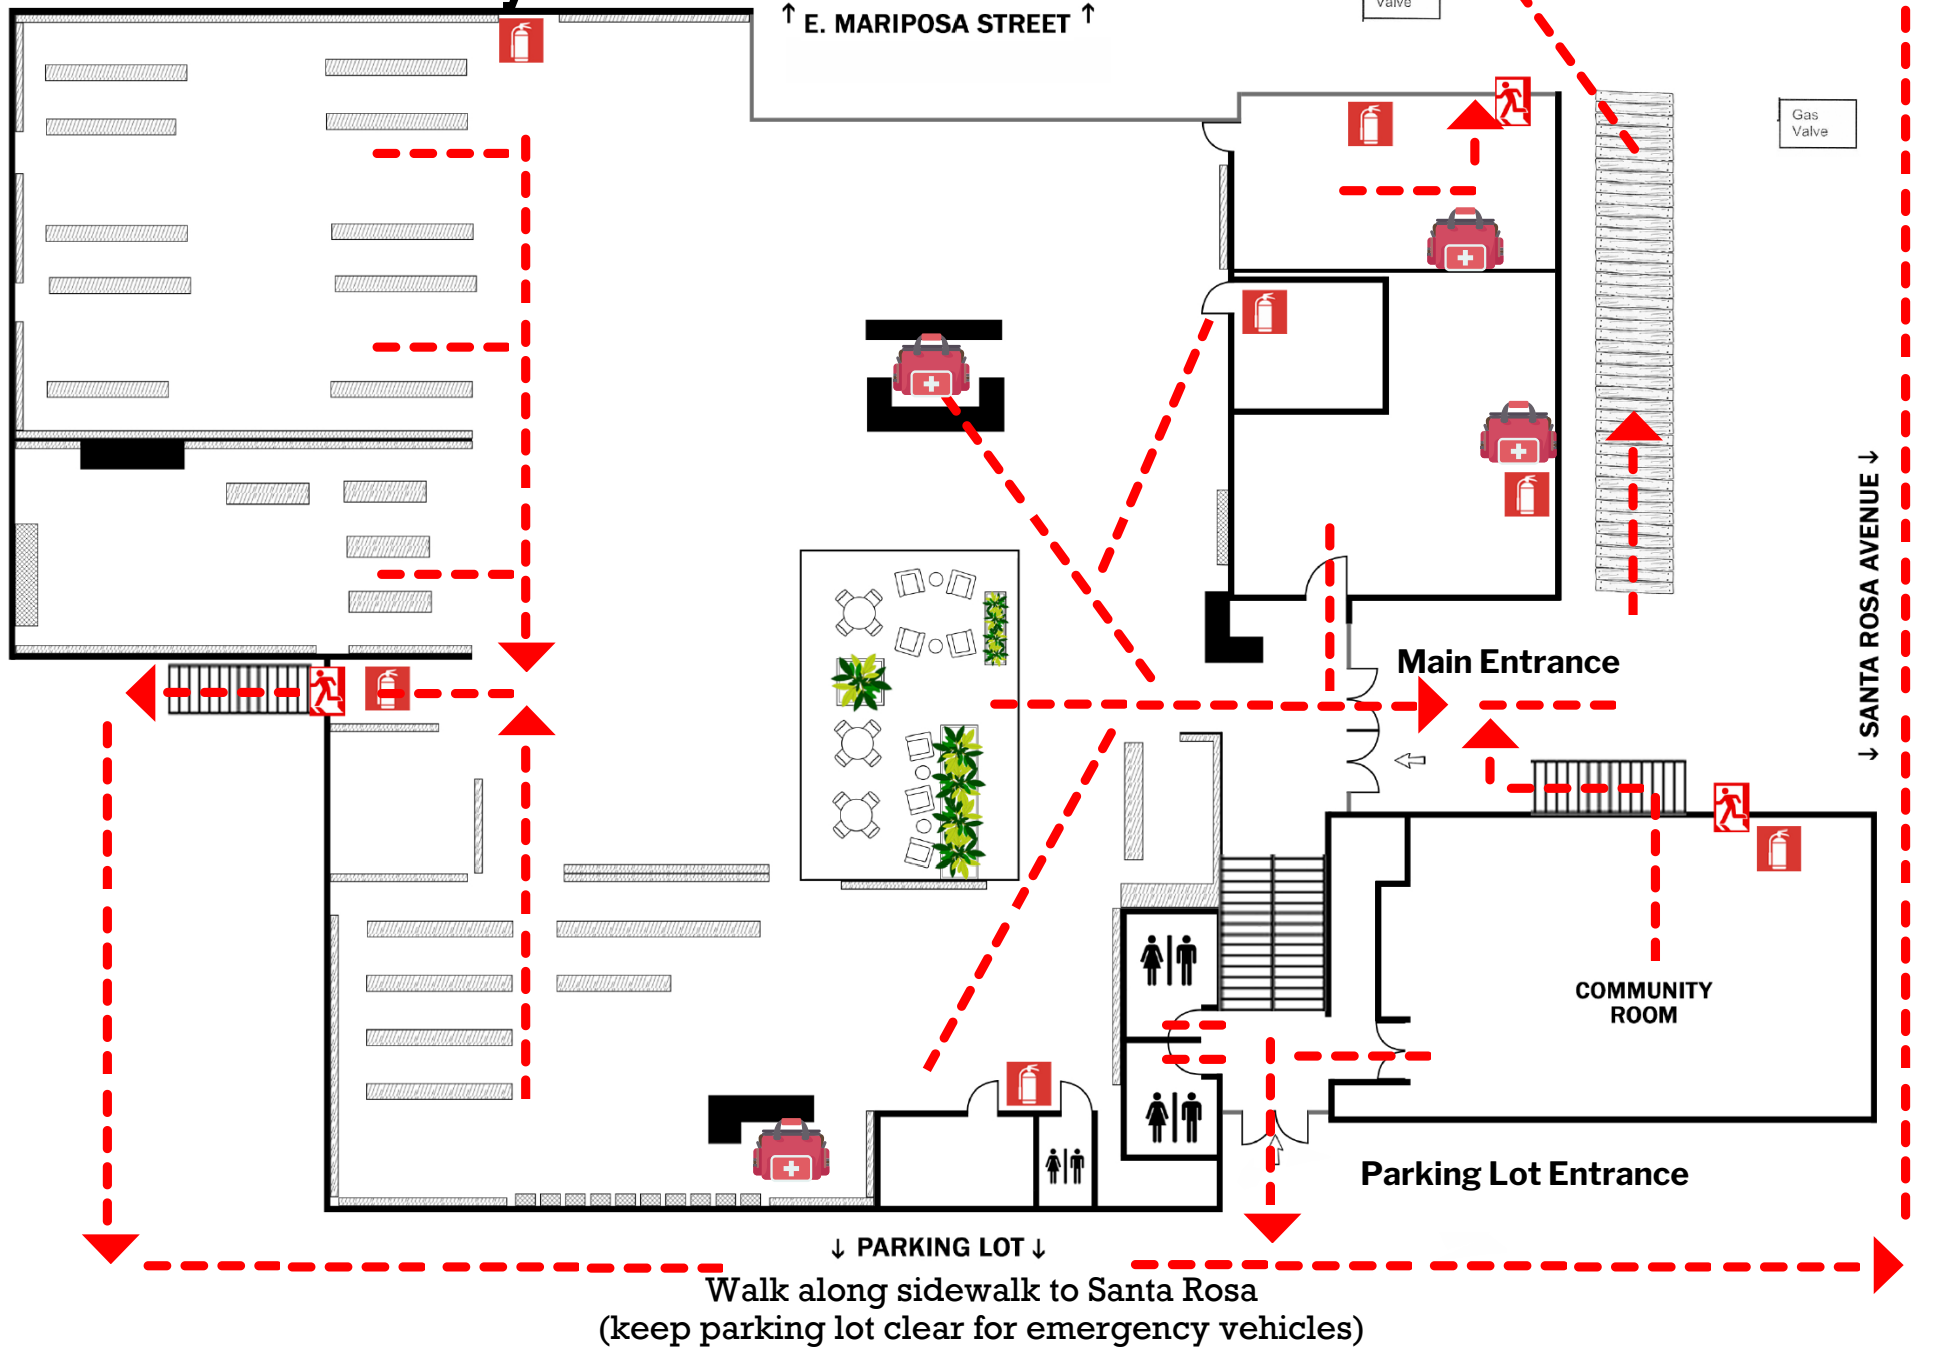 ↑ E. MARIPOSA STREET ↑
Valve
Gas
Valve
↓ SANTA ROSA AVENUE ↓
Main Entrance
COMMUNITY
ROOM
Parking Lot Entrance
↓ PARKING LOT ↓
Walk along sidewalk to Santa Rosa
(keep parking lot clear for emergency vehicles)